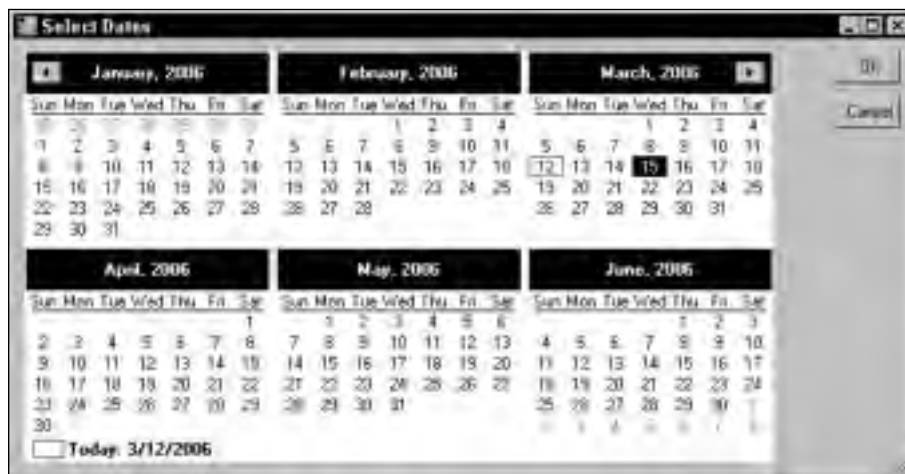 Select Dates
January, 2006 February, 2006 March, 2006 OK
Sun Mon Tue Wed Thu Fri Sat Sun Mon Tue Wed Thu Fri Sat Sun Mon Tue Wed Thu Fri Sat Cancel
1 2 3 4 1 2 3 4
1 2 3 4 5 6 7 5 6 7 8 9 10 11 5 6 7 8 9 10 11
8 9 10 11 12 13 14 12 13 14 15 16 17 18 12 13 14 15 16 17 18
15 16 17 18 19 20 21 19 20 21 22 23 24 25 19 20 21 22 23 24 25
22 23 24 25 26 27 28 26 27 28 26 27 28 29 30 31
29 30 31
April, 2006 May, 2006 June, 2006
Sun Mon Tue Wed Thu Fri Sat Sun Mon Tue Wed Thu Fri Sat Sun Mon Tue Wed Thu Fri Sat
1 1 2 3 4 5 6 1 2 3
2 3 4 5 6 7 8 7 8 9 10 11 12 13 4 5 6 7 8 9 10
9 10 11 12 13 14 15 14 15 16 17 18 19 20 11 12 13 14 15 16 17
16 17 18 19 20 21 22 21 22 23 24 25 26 27 18 19 20 21 22 23 24
23 24 25 26 27 28 29 28 29 30 31 25 26 27 28 29 30
30
Today: 3/12/2006